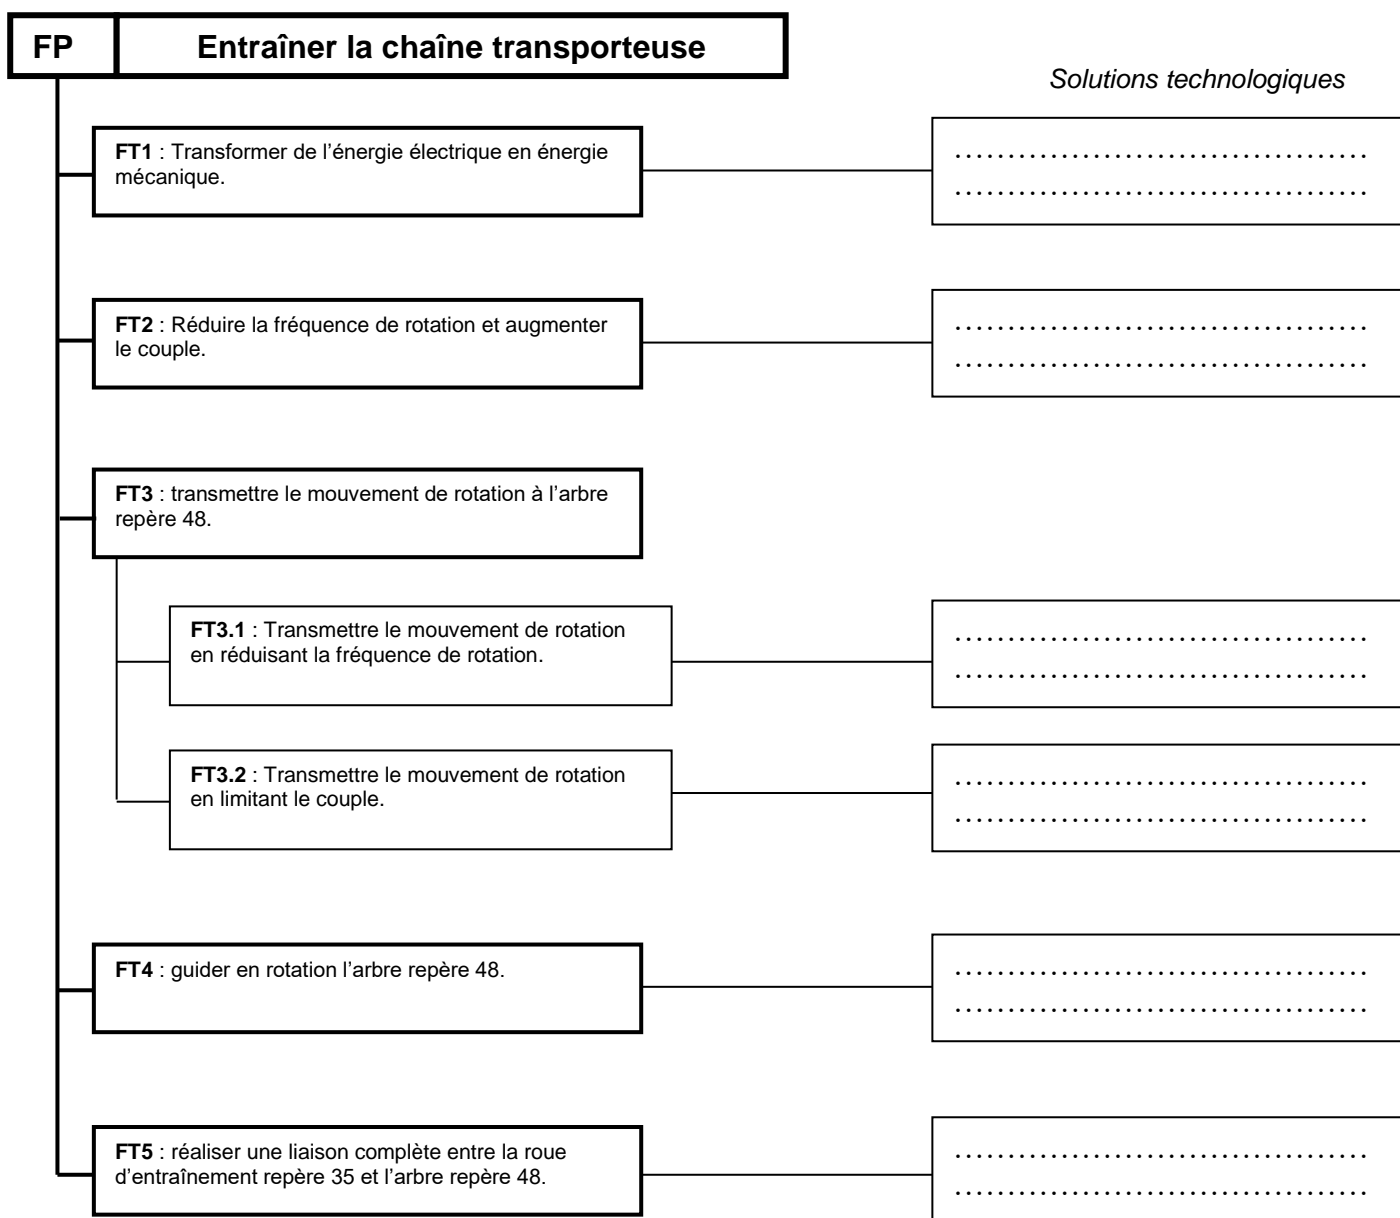 FP Entraîner la chaîne transporteuse
Solutions technologiques
FT1 : Transformer de l’énergie électrique en énergie
mécanique.
…………………………………
…………………………………
FT2 : Réduire la fréquence de rotation et augmenter
le couple.
…………………………………
…………………………………
FT3 : transmettre le mouvement de rotation à l’arbre
repère 48.
FT3.1 : Transmettre le mouvement de rotation
en réduisant la fréquence de rotation.
…………………………………
…………………………………
FT3.2 : Transmettre le mouvement de rotation
en limitant le couple.
…………………………………
…………………………………
FT4 : guider en rotation l’arbre repère 48.
…………………………………
…………………………………
FT5 : réaliser une liaison complète entre la roue
d’entraînement repère 35 et l’arbre repère 48.
…………………………………
…………………………………